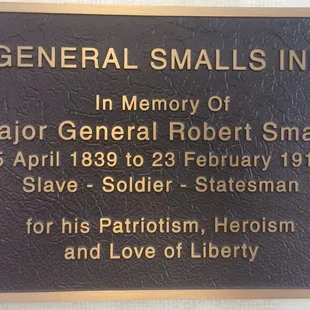 GENERAL SMALLS IN
In Memory Of
ajor General Robert Sma
5 April 1839 to 23 February 191
Slave - Soldier - Statesman
for his Patriotism, Heroism
and Love of Liberty